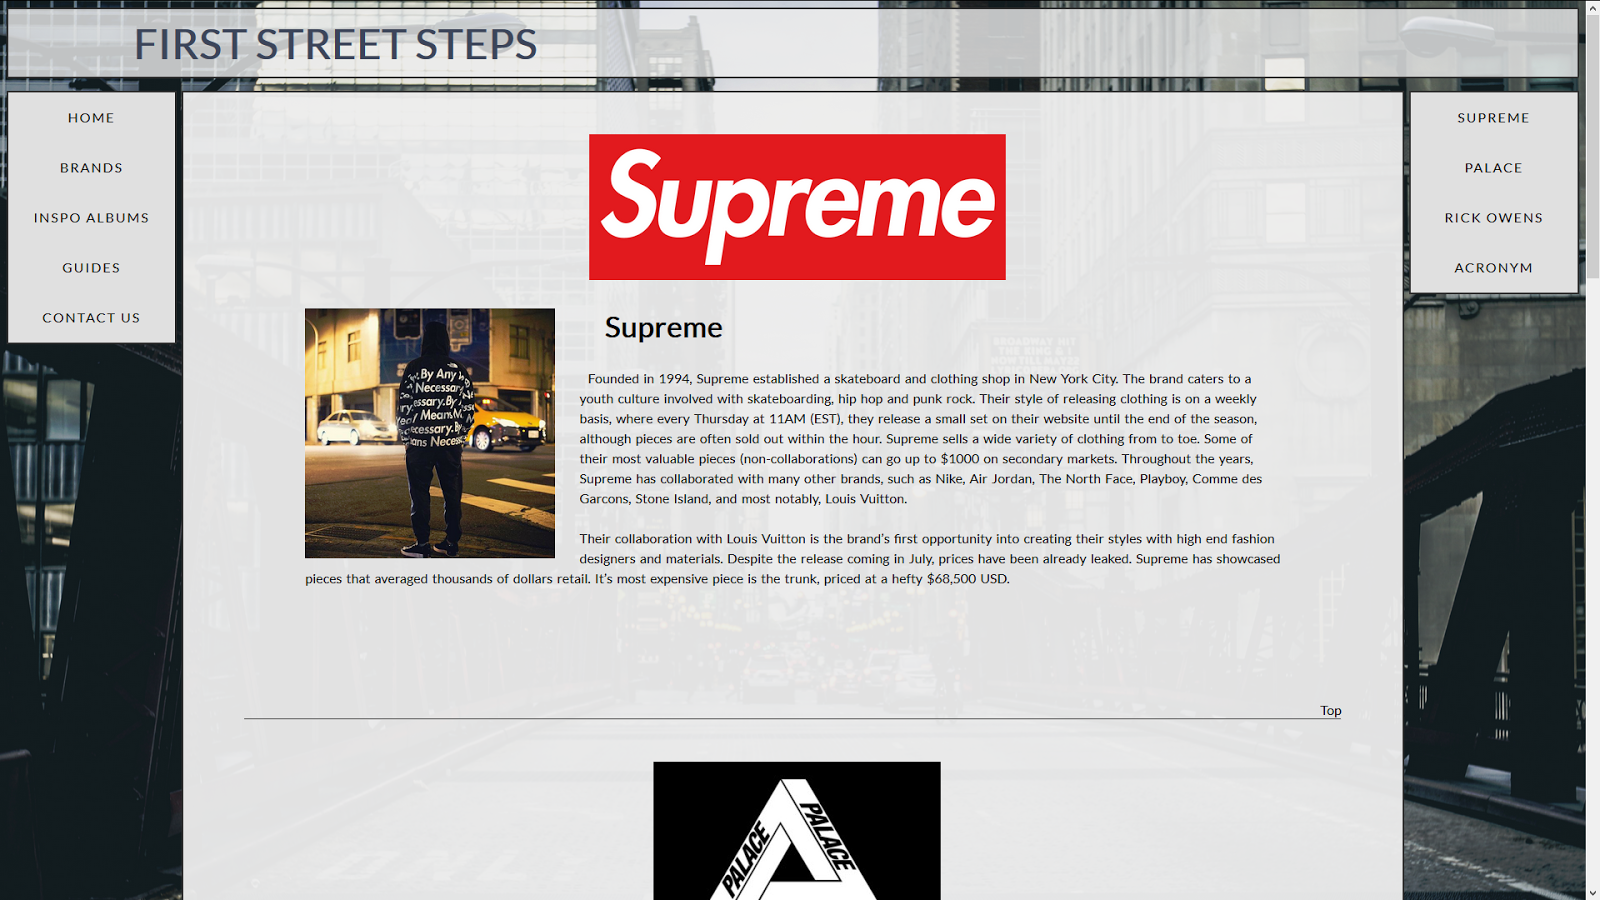 FIRST STREET STEPS
HOME
BRANDS
INSPO ALBUMS
GUIDES
CONTACT US
SUPREME
PALACE
RICK OWENS
ACRONYM
Supreme
Supreme
By Any
Necessar
essary.By
Means
ecessary.
Necess
Founded in 1994, Supreme established a skateboard and clothing shop in New York City. The brand caters to a
youth culture involved with skateboarding, hip hop and punk rock. Their style of releasing clothing is on a weekly
basis, where every Thursday at 11AM (EST), they release a small set on their website until the end of the season,
although pieces are often sold out within the hour. Supreme sells a wide variety of clothing from to toe. Some of
their most valuable pieces (non-collaborations) can go up to $1000 on secondary markets. Throughout the years,
Supreme has collaborated with many other brands, such as Nike, Air Jordan, The North Face, Playboy, Comme des
Garcons, Stone Island, and most notably, Louis Vuitton.
Their collaboration with Louis Vuitton is the brand’s first opportunity into creating their styles with high end fashion
designers and materials. Despite the release coming in July, prices have been already leaked. Supreme has showcased
pieces that averaged thousands of dollars retail. It’s most expensive piece is the trunk, priced at a hefty $68,500 USD.
Top
PALACE
PALACE